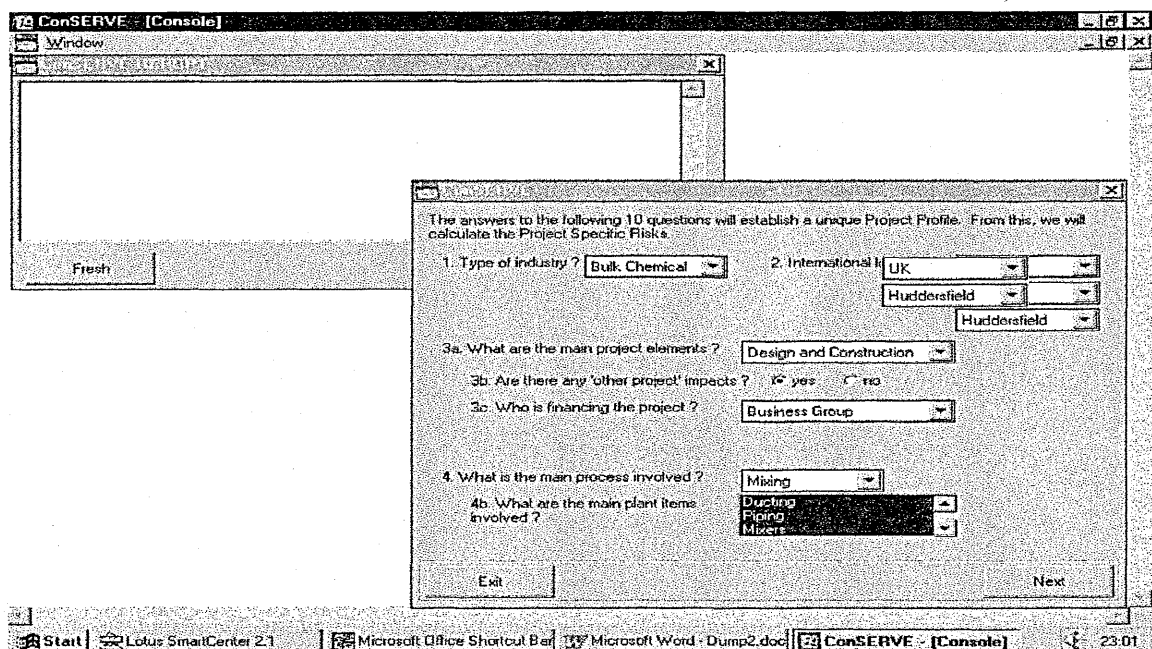 ConSERVE - [Console]
Window
Fresh
The answers to the following 10 questions will establish a unique Project Profile. From this, we will
calculate the Project Specific Risks.
1. Type of industry ? Bulk Chemical 2. International UK
Huddersfield
Huddersfield
3a. What are the main project elements ? Design and Construction
3b. Are there any 'other project' impacts ? yes no
3c. Who is financing the project ? Business Group
4. What is the main process involved ? Mixing
4b. What are the main plant items
involved ?
Ducting
Piping
Mixers
Exit Next
Start Lotus SmartCenter 2.1 Microsoft Office Shortcut Bar Microsoft Word - Dump2.doc ConSERVE - [Console] 23:01